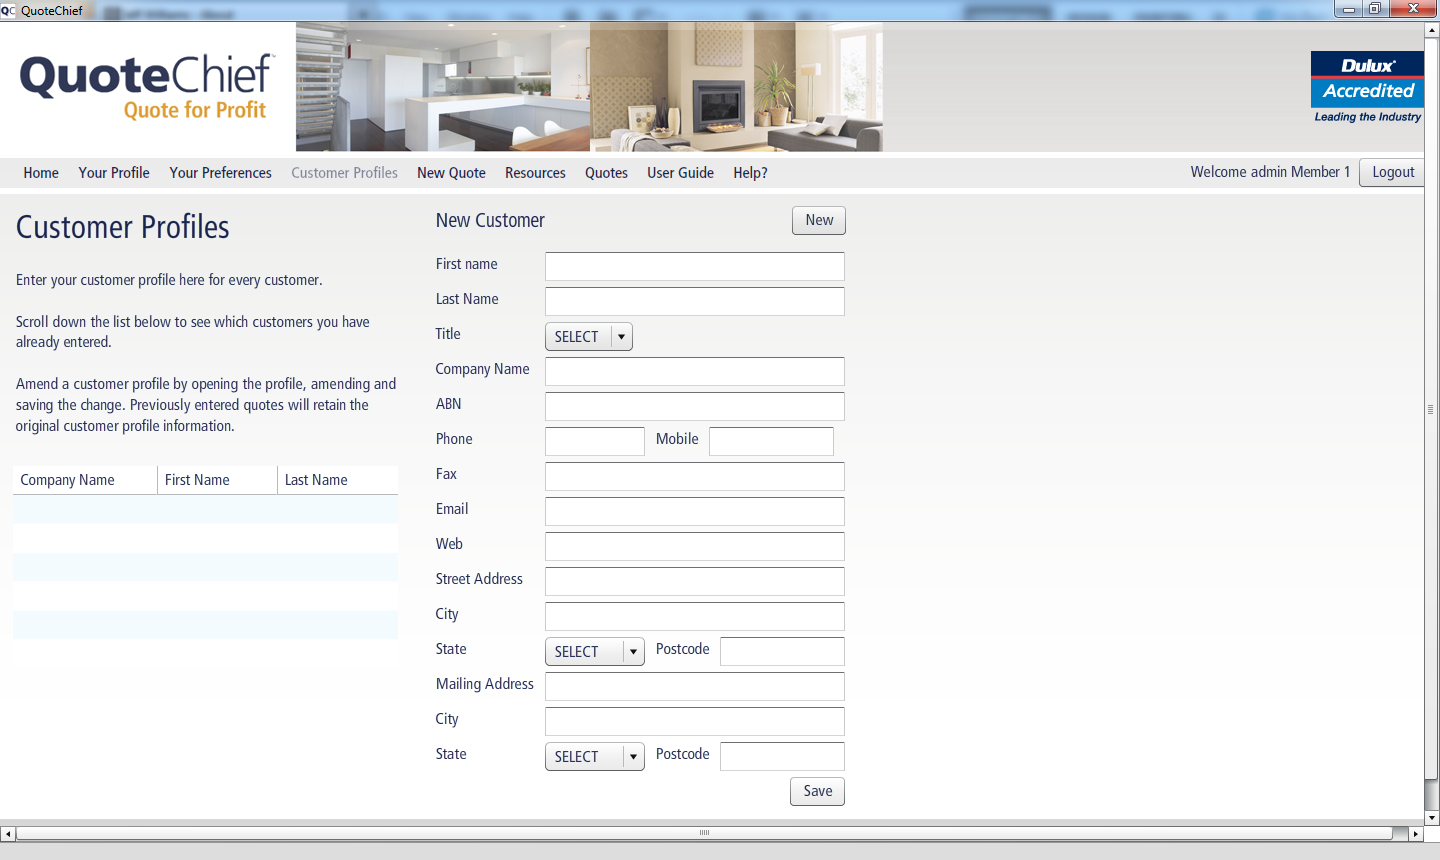 QC QuoteChief
QuoteChief™
Quote for Profit
Dulux®
Accredited
Leading the Industry
Home Your Profile Your Preferences Customer Profiles New Quote Resources Quotes User Guide Help?
Welcome admin Member 1 Logout
Customer Profiles
Enter your customer profile here for every customer.
Scroll down the list below to see which customers you have
already entered.
Amend a customer profile by opening the profile, amending and
saving the change. Previously entered quotes will retain the
original customer profile information.
Company Name First Name Last Name
New Customer New
First name
Last Name
Title SELECT
Company Name
ABN
Phone Mobile
Fax
Email
Web
Street Address
City
State SELECT Postcode
Mailing Address
City
State SELECT Postcode
Save